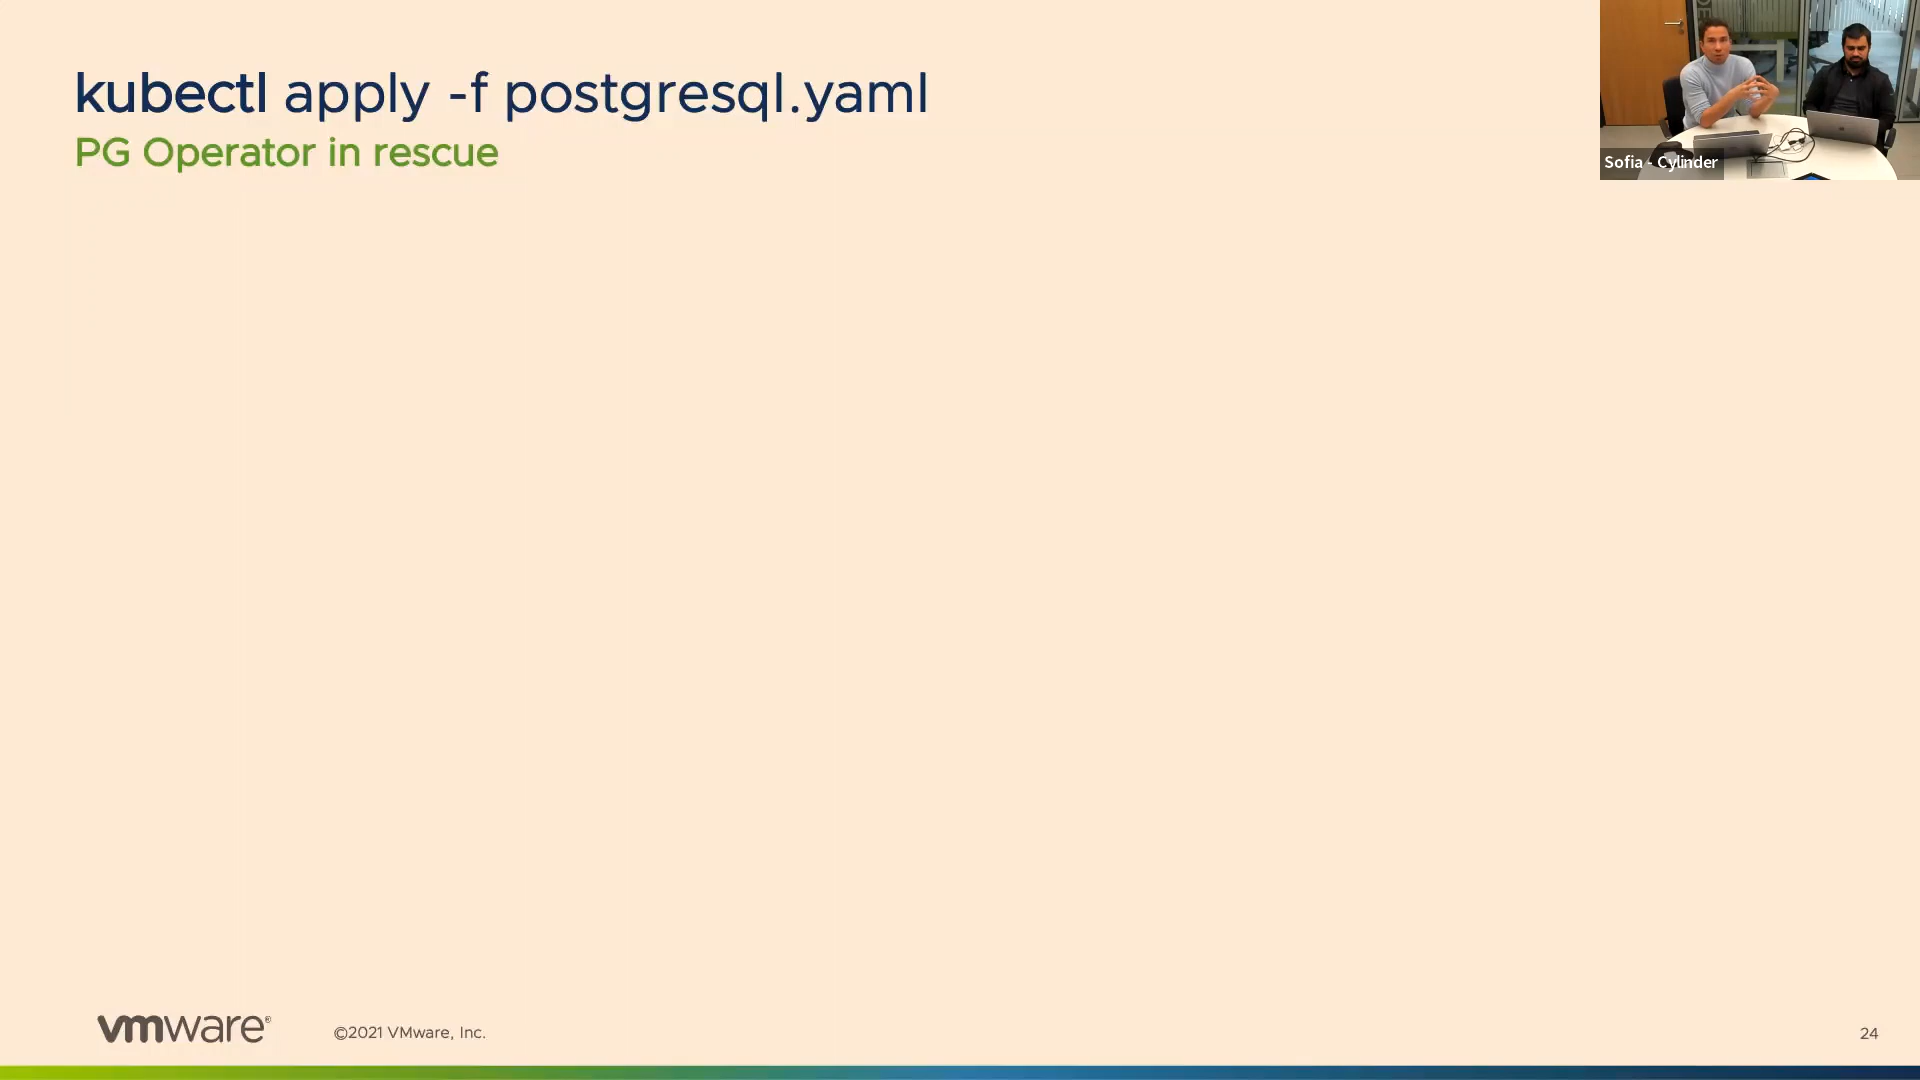 kubectl apply -f postgresql.yaml
PG Operator in rescue
Sofia - Cylinder
vmware®
©2021 VMware, Inc.
24